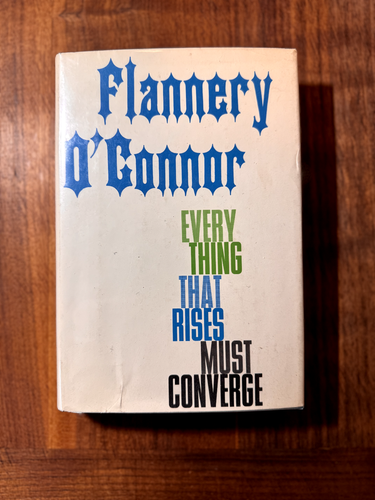 Flannery
O'Connor
EVERY
THING
THAT
RISES
MUST
CONVERGE